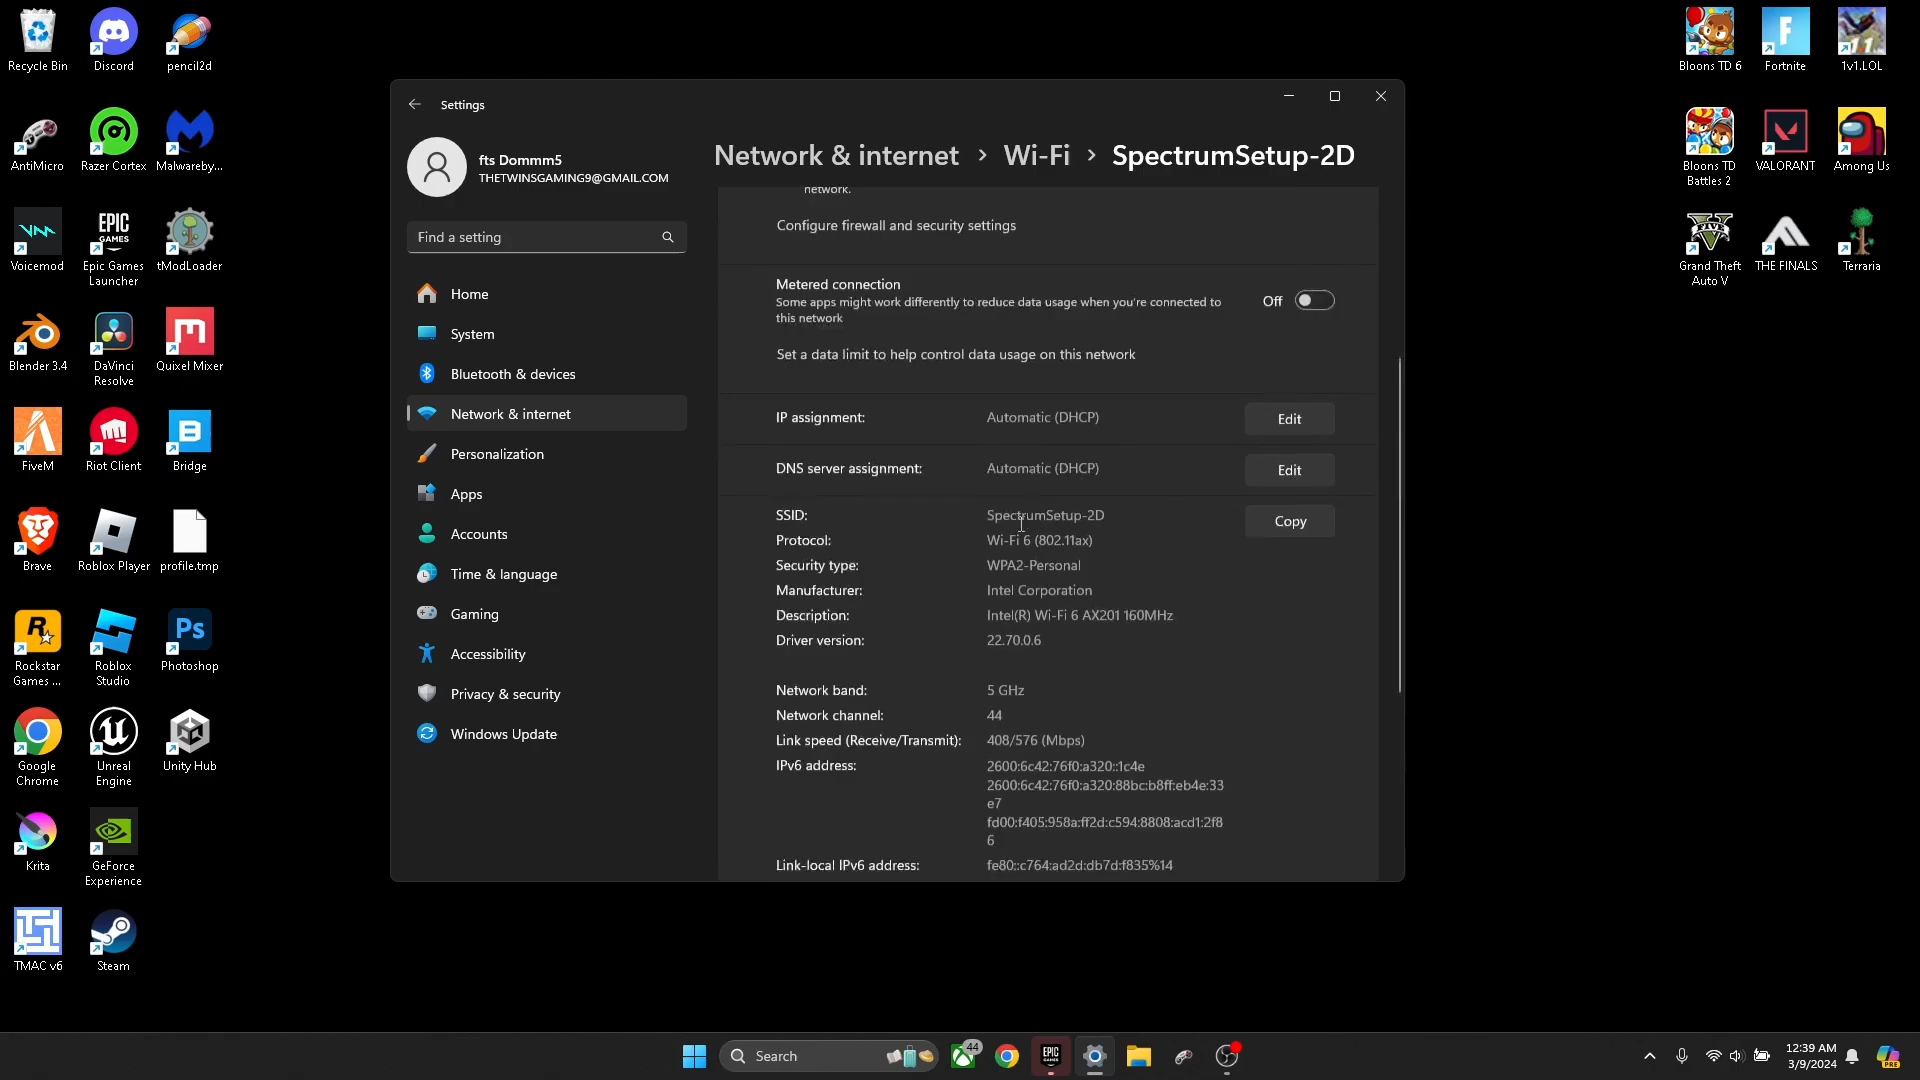 Recycle Bin
Discord
pencil2d
AntiMicro
Razer Cortex
Malwareby...
Voicemod
EPIC
GAMES
Epic Games
Launcher
tModLoader
Blender 3.4
DaVinci
Resolve
Quixel Mixer
FiveM
Riot Client
Bridge
Brave
Roblox Player
profile.tmp
Rockstar
Games ...
Roblox
Studio
Ps
Photoshop
Google
Chrome
Unreal
Engine
Unity Hub
Krita
GeForce
Experience
TMAC v6
Steam
Settings
fts Dommm5
THETWINSGAMING9@GMAIL.COM
Find a setting
Home
System
Bluetooth & devices
Network & internet
Personalization
Apps
Accounts
Time & language
Gaming
Accessibility
Privacy & security
Windows Update
Network & internet › Wi-Fi › SpectrumSetup-2D
network.
Configure firewall and security settings
Metered connection
Some apps might work differently to reduce data usage when you're connected to
this network
Off
Set a data limit to help control data usage on this network
IP assignment: Automatic (DHCP) Edit
DNS server assignment: Automatic (DHCP) Edit
SSID: SpectrumSetup-2D Copy
Protocol: Wi-Fi 6 (802.11ax)
Security type: WPA2-Personal
Manufacturer: Intel Corporation
Description: Intel(R) Wi-Fi 6 AX201 160MHz
Driver version: 22.70.0.6
Network band: 5 GHz
Network channel: 44
Link speed (Receive/Transmit): 408/576 (Mbps)
IPv6 address: 2600:6c42:76f0:a320::1c4e
2600:6c42:76f0:a320:88bc:b8ff:eb4e:33
e7
fd00:f405:958a:ff2d:c594:8808:acd1:2f8
6
Link-local IPv6 address: fe80::c764:ad2d:db7d:f835%14
Bloons TD 6
Fortnite
1v1.LOL
Bloons TD
Battles 2
VALORANT
Among Us
Grand Theft
Auto V
THE FINALS
Terraria
Search
44
EPIC
GAMES
12:39 AM
3/9/2024
PRE